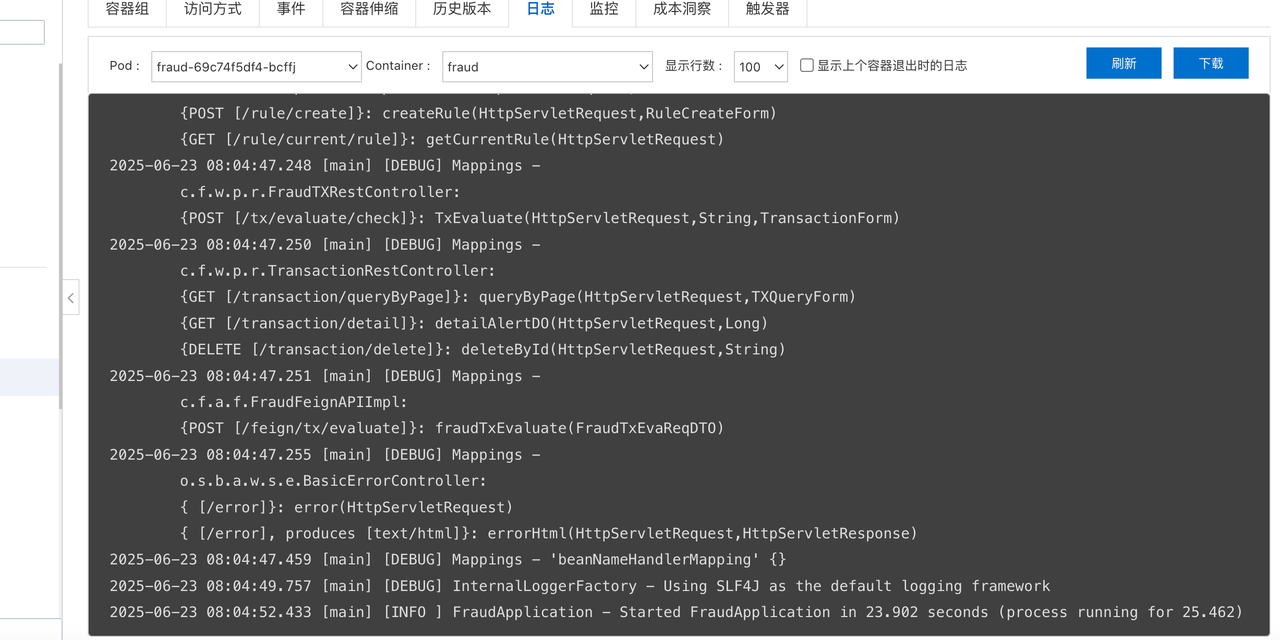 容器组 访问方式 事件 容器伸缩 历史版本 日志 监控 成本洞察 触发器
Pod : fraud-69c74f5df4-bcffj Container : fraud 显示行数 : 100 显示上个容器退出时的日志 刷新 下载
{POST [/rule/create]}: createRule(HttpServletRequest,RuleCreateForm)
{GET [/rule/current/rule]}: getCurrentRule(HttpServletRequest)
2025-06-23 08:04:47.248 [main] [DEBUG] Mappings -
c.f.w.p.r.FraudTXRestController:
{POST [/tx/evaluate/check]}: TxEvaluate(HttpServletRequest,String,TransactionForm)
2025-06-23 08:04:47.250 [main] [DEBUG] Mappings -
c.f.w.p.r.TransactionRestController:
{GET [/transaction/queryByPage]}: queryByPage(HttpServletRequest,TXQueryForm)
{GET [/transaction/detail]}: detailAlertDO(HttpServletRequest,Long)
{DELETE [/transaction/delete]}: deleteById(HttpServletRequest,String)
2025-06-23 08:04:47.251 [main] [DEBUG] Mappings -
c.f.a.f.FraudFeignAPIImpl:
{POST [/feign/tx/evaluate]}: fraudTxEvaluate(FraudTxEvaReqDTO)
2025-06-23 08:04:47.255 [main] [DEBUG] Mappings -
o.s.b.a.w.s.e.BasicErrorController:
{ [/error]}: error(HttpServletRequest)
{ [/error], produces [text/html]}: errorHtml(HttpServletRequest,HttpServletResponse)
2025-06-23 08:04:47.459 [main] [DEBUG] Mappings - 'beanNameHandlerMapping' {}
2025-06-23 08:04:49.757 [main] [DEBUG] InternalLoggerFactory - Using SLF4J as the default logging framework
2025-06-23 08:04:52.433 [main] [INFO ] FraudApplication - Started FraudApplication in 23.902 seconds (process running for 25.462)